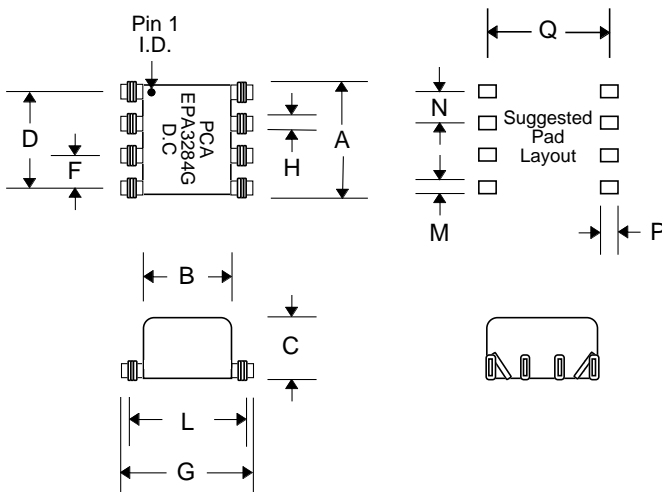 Pin 1
I.D.
D
F
PCA
EPA3284G
D.C
H
A
Q
N
Suggested
Pad
Layout
M
P
B
C
L
G